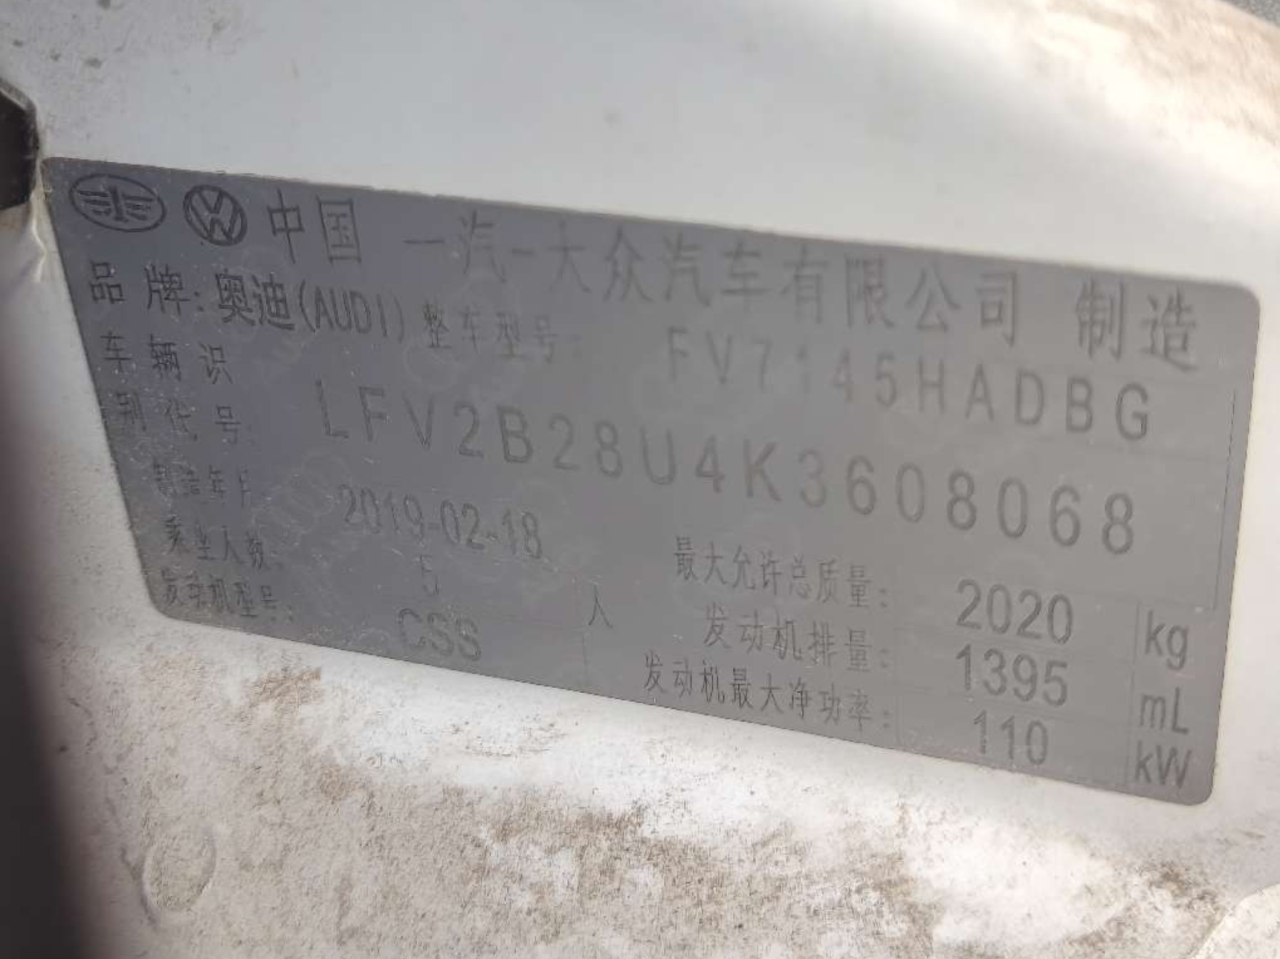 中国 一汽-大众汽车有限公司 制造
品 牌: 奥迪(AUDI) 整车型号: FV7145HADBG
车 辆 识
别 代 号: LFV2B28U4K3608068
制造年月 2019-02-18
乘坐人数: 5 人 最大允许总质量: 2020 kg
发动机型号: CSS 发动机排量: 1395 mL
发动机最大净功率: 110 kW